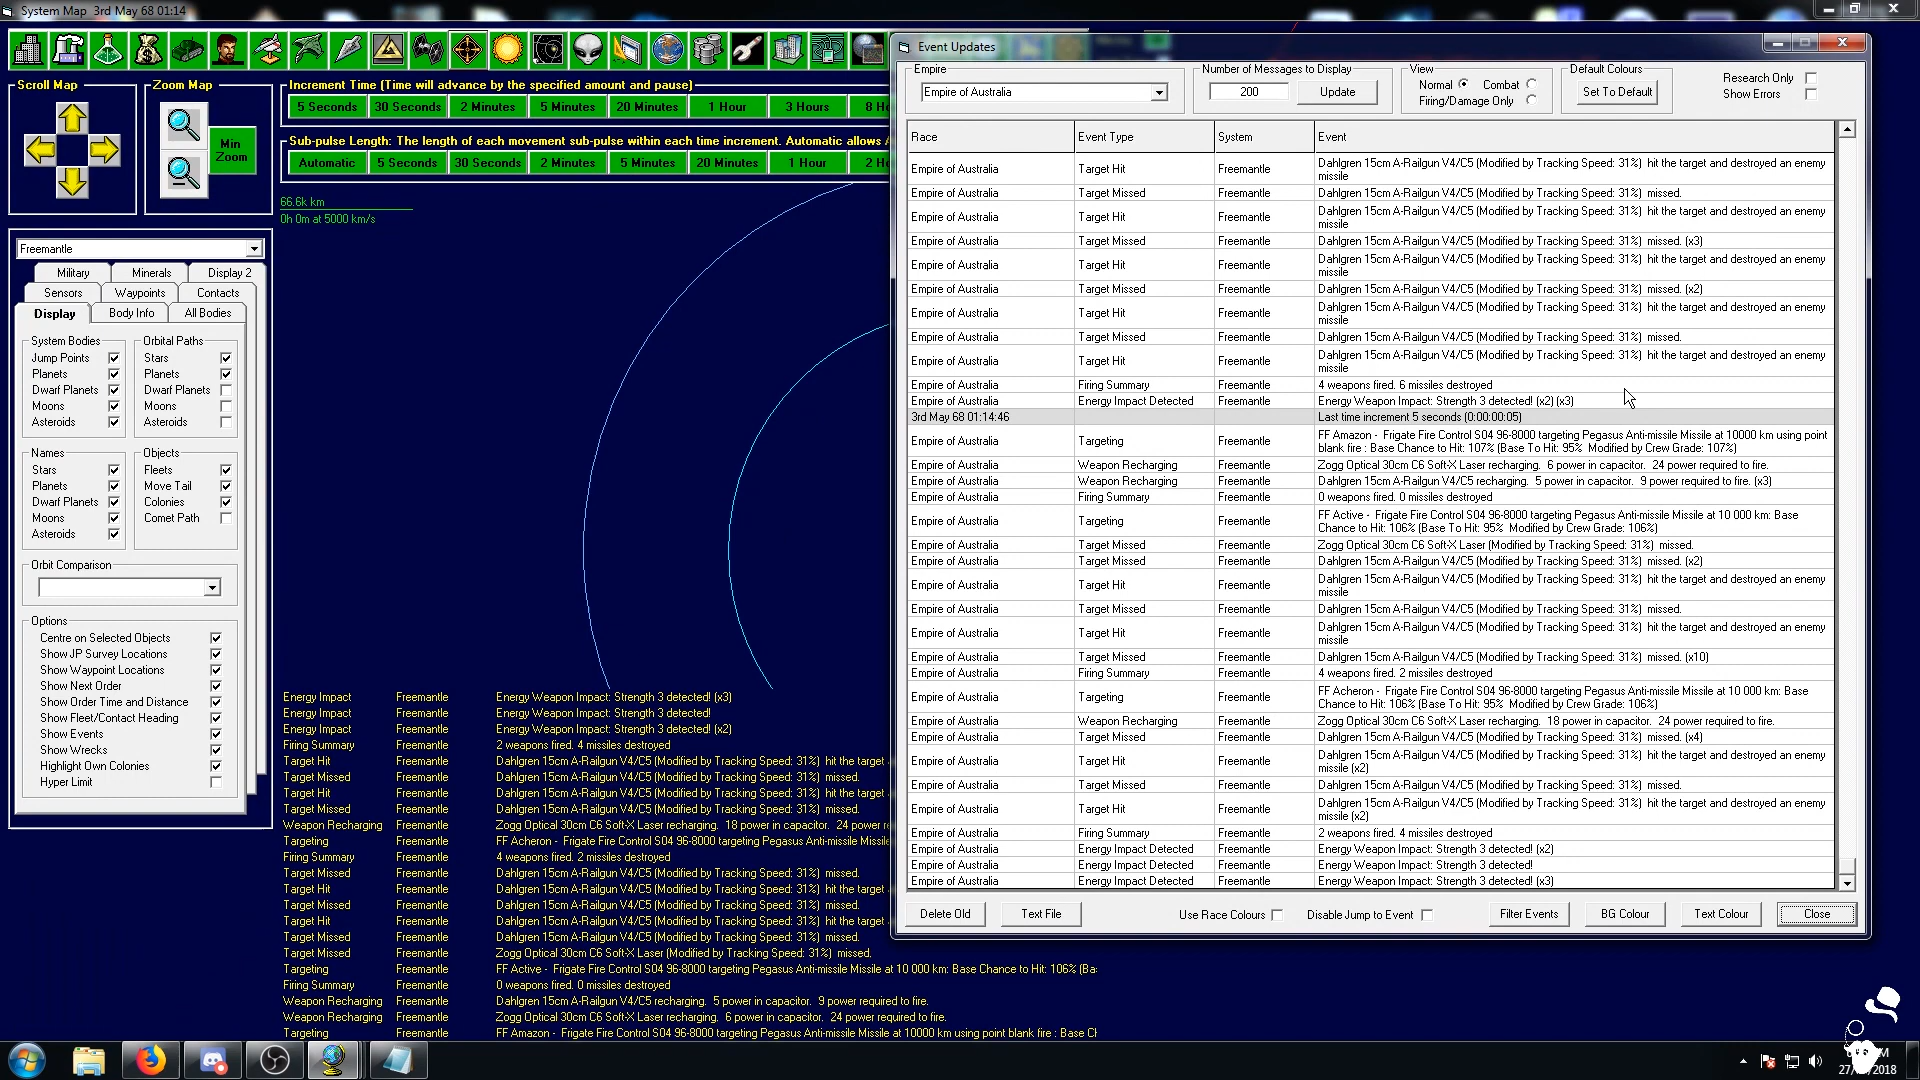 System Map  3rd May 68 01:14
Scroll Map
Zoom Map
Min
Zoom
Increment Time (Time will advance by the specified amount and pause)
5 Seconds
30 Seconds
2 Minutes
5 Minutes
20 Minutes
1 Hour
3 Hours
Sub-pulse Length: The length of each movement sub-pulse within each time increment. Automatic allows
Automatic
5 Seconds
30 Seconds
2 Minutes
5 Minutes
20 Minutes
1 Hour
66.6k km
0h 0m at 5000 km/s
Freemantle
Military
Minerals
Display 2
Sensors
Waypoints
Contacts
Display
Body Info
All Bodies
System Bodies
Jump Points
Planets
Dwarf Planets
Moons
Asteroids
Orbital Paths
Stars
Planets
Dwarf Planets
Moons
Asteroids
Names
Stars
Planets
Dwarf Planets
Moons
Asteroids
Objects
Fleets
Move Tail
Colonies
Comet Path
Orbit Comparison
Options
Centre on Selected Objects
Show JP Survey Locations
Show Waypoint Locations
Show Next Order
Show Order Time and Distance
Show Fleet/Contact Heading
Show Events
Show Wrecks
Highlight Own Colonies
Hyper Limit
Energy Impact Freemantle Energy Weapon Impact: Strength 3 detected! (x3)
Energy Impact Freemantle Energy Weapon Impact: Strength 3 detected!
Energy Impact Freemantle Energy Weapon Impact: Strength 3 detected! (x2)
Firing Summary Freemantle 2 weapons fired. 4 missiles destroyed
Target Hit Freemantle Dahlgren 15cm A-Railgun V4/C5 (Modified by Tracking Speed: 31%)  hit the target
Target Missed Freemantle Dahlgren 15cm A-Railgun V4/C5 (Modified by Tracking Speed: 31%)  missed.
Target Hit Freemantle Dahlgren 15cm A-Railgun V4/C5 (Modified by Tracking Speed: 31%)  hit the target
Target Missed Freemantle Dahlgren 15cm A-Railgun V4/C5 (Modified by Tracking Speed: 31%)  missed.
Weapon Recharging Freemantle Zogg Optical 30cm C6 Soft-X Laser recharging.  18 power in capacitor.  24 power
Targeting Freemantle FF Acheron -  Frigate Fire Control S04 96-8000 targeting Pegasus Anti-missile Missile
Firing Summary Freemantle 4 weapons fired. 2 missiles destroyed
Target Missed Freemantle Dahlgren 15cm A-Railgun V4/C5 (Modified by Tracking Speed: 31%)  missed.
Target Hit Freemantle Dahlgren 15cm A-Railgun V4/C5 (Modified by Tracking Speed: 31%)  hit the target
Target Missed Freemantle Dahlgren 15cm A-Railgun V4/C5 (Modified by Tracking Speed: 31%)  missed.
Target Hit Freemantle Dahlgren 15cm A-Railgun V4/C5 (Modified by Tracking Speed: 31%)  hit the target
Target Missed Freemantle Dahlgren 15cm A-Railgun V4/C5 (Modified by Tracking Speed: 31%)  missed.
Target Missed Freemantle Zogg Optical 30cm C6 Soft-X Laser (Modified by Tracking Speed: 31%)  missed.
Targeting Freemantle FF Active -  Frigate Fire Control S04 96-8000 targeting Pegasus Anti-missile Missile at 10 000 km: Base Chance to Hit: 106% (Ba
Firing Summary Freemantle 0 weapons fired. 0 missiles destroyed
Weapon Recharging Freemantle Dahlgren 15cm A-Railgun V4/C5 recharging.  5 power in capacitor.  9 power required to fire.
Weapon Recharging Freemantle Zogg Optical 30cm C6 Soft-X Laser recharging.  6 power in capacitor.  24 power required to fire.
Targeting Freemantle FF Amazon -  Frigate Fire Control S04 96-8000 targeting Pegasus Anti-missile Missile at 10000 km using point blank fire : Base
Event Updates
Empire
Empire of Australia
Number of Messages to Display
200
Update
View
Normal
Combat
Firing/Damage Only
Default Colours
Set To Default
Research Only
Show Errors
Race Event Type System Event
Empire of Australia Target Hit Freemantle Dahlgren 15cm A-Railgun V4/C5 (Modified by Tracking Speed: 31%)  hit the target and destroyed an enemy
missile
Empire of Australia Target Missed Freemantle Dahlgren 15cm A-Railgun V4/C5 (Modified by Tracking Speed: 31%)  missed.
Empire of Australia Target Hit Freemantle Dahlgren 15cm A-Railgun V4/C5 (Modified by Tracking Speed: 31%)  hit the target and destroyed an enemy
missile
Empire of Australia Target Missed Freemantle Dahlgren 15cm A-Railgun V4/C5 (Modified by Tracking Speed: 31%)  missed. (x3)
Empire of Australia Target Hit Freemantle Dahlgren 15cm A-Railgun V4/C5 (Modified by Tracking Speed: 31%)  hit the target and destroyed an enemy
missile
Empire of Australia Target Missed Freemantle Dahlgren 15cm A-Railgun V4/C5 (Modified by Tracking Speed: 31%)  missed. (x2)
Empire of Australia Target Hit Freemantle Dahlgren 15cm A-Railgun V4/C5 (Modified by Tracking Speed: 31%)  hit the target and destroyed an enemy
missile
Empire of Australia Target Missed Freemantle Dahlgren 15cm A-Railgun V4/C5 (Modified by Tracking Speed: 31%)  missed.
Empire of Australia Target Hit Freemantle Dahlgren 15cm A-Railgun V4/C5 (Modified by Tracking Speed: 31%)  hit the target and destroyed an enemy
missile
Empire of Australia Firing Summary Freemantle 4 weapons fired. 6 missiles destroyed
Empire of Australia Energy Impact Detected Freemantle Energy Weapon Impact: Strength 3 detected! (x2) (x3)
3rd May 68 01:14:46 Last time increment 5 seconds (0:00:00:05)
Empire of Australia Targeting Freemantle FF Amazon -  Frigate Fire Control S04 96-8000 targeting Pegasus Anti-missile Missile at 10000 km using point
blank fire : Base Chance to Hit: 107% (Base To Hit: 95%  Modified by Crew Grade: 107%)
Empire of Australia Weapon Recharging Freemantle Zogg Optical 30cm C6 Soft-X Laser recharging.  6 power in capacitor.  24 power required to fire.
Empire of Australia Weapon Recharging Freemantle Dahlgren 15cm A-Railgun V4/C5 recharging.  5 power in capacitor.  9 power required to fire. (x3)
Empire of Australia Firing Summary Freemantle 0 weapons fired. 0 missiles destroyed
Empire of Australia Targeting Freemantle FF Active -  Frigate Fire Control S04 96-8000 targeting Pegasus Anti-missile Missile at 10 000 km: Base
Chance to Hit: 106% (Base To Hit: 95%  Modified by Crew Grade: 106%)
Empire of Australia Target Missed Freemantle Zogg Optical 30cm C6 Soft-X Laser (Modified by Tracking Speed: 31%)  missed.
Empire of Australia Target Missed Freemantle Dahlgren 15cm A-Railgun V4/C5 (Modified by Tracking Speed: 31%)  missed. (x2)
Empire of Australia Target Hit Freemantle Dahlgren 15cm A-Railgun V4/C5 (Modified by Tracking Speed: 31%)  hit the target and destroyed an enemy
missile
Empire of Australia Target Missed Freemantle Dahlgren 15cm A-Railgun V4/C5 (Modified by Tracking Speed: 31%)  missed.
Empire of Australia Target Hit Freemantle Dahlgren 15cm A-Railgun V4/C5 (Modified by Tracking Speed: 31%)  hit the target and destroyed an enemy
missile
Empire of Australia Target Missed Freemantle Dahlgren 15cm A-Railgun V4/C5 (Modified by Tracking Speed: 31%)  missed. (x10)
Empire of Australia Firing Summary Freemantle 4 weapons fired. 2 missiles destroyed
Empire of Australia Targeting Freemantle FF Acheron -  Frigate Fire Control S04 96-8000 targeting Pegasus Anti-missile Missile at 10 000 km: Base
Chance to Hit: 106% (Base To Hit: 95%  Modified by Crew Grade: 106%)
Empire of Australia Weapon Recharging Freemantle Zogg Optical 30cm C6 Soft-X Laser recharging.  18 power in capacitor.  24 power required to fire.
Empire of Australia Target Missed Freemantle Dahlgren 15cm A-Railgun V4/C5 (Modified by Tracking Speed: 31%)  missed. (x4)
Empire of Australia Target Hit Freemantle Dahlgren 15cm A-Railgun V4/C5 (Modified by Tracking Speed: 31%)  hit the target and destroyed an enemy
missile (x2)
Empire of Australia Target Missed Freemantle Dahlgren 15cm A-Railgun V4/C5 (Modified by Tracking Speed: 31%)  missed.
Empire of Australia Target Hit Freemantle Dahlgren 15cm A-Railgun V4/C5 (Modified by Tracking Speed: 31%)  hit the target and destroyed an enemy
missile (x2)
Empire of Australia Firing Summary Freemantle 2 weapons fired. 4 missiles destroyed
Empire of Australia Energy Impact Detected Freemantle Energy Weapon Impact: Strength 3 detected! (x2)
Empire of Australia Energy Impact Detected Freemantle Energy Weapon Impact: Strength 3 detected!
Empire of Australia Energy Impact Detected Freemantle Energy Weapon Impact: Strength 3 detected! (x3)
Delete Old
Text File
Use Race Colours
Disable Jump to Event
Filter Events
BG Colour
Text Colour
Close